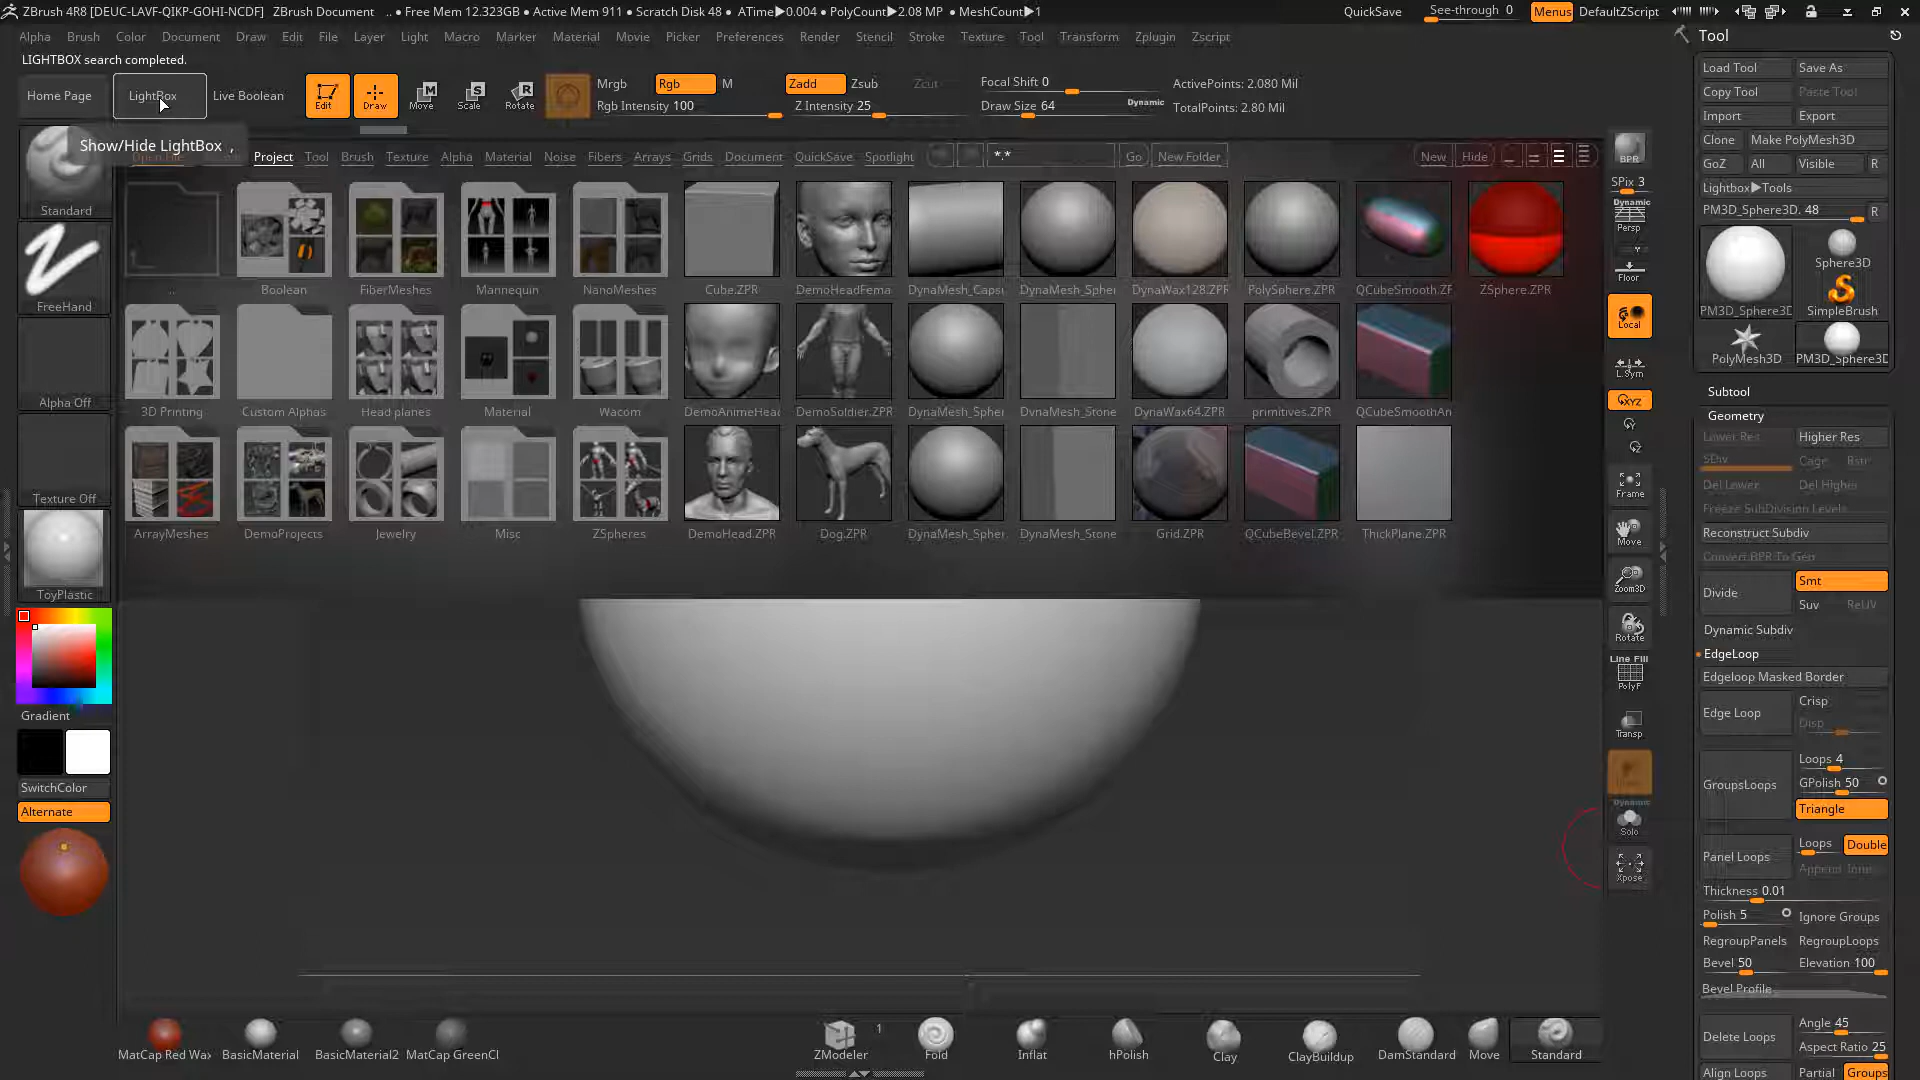 ZBrush 4R8 [DEUC-LAVF-QIKP-GOHI-NCDF] ZBrush Document .. • Free Mem 12.323GB • Active Mem 911 • Scratch Disk 48 • ATime▶0.004 • PolyCount▶2.08 MP • MeshCount▶1 QuickSave See-through 0 Menus DefaultZScript
Alpha Brush Color Document Draw Edit File Layer Light Macro Marker Material Movie Picker Preferences Render Stencil Stroke Texture Tool Transform Zplugin Zscript
LIGHTBOX search completed.
Home Page LightBox Live Boolean Edit Draw Move Scale Rotate
Mrgb Rgb M Zadd Zsub Zcut Focal Shift 0 ActivePoints: 2.080 Mil
Rgb Intensity 100 Z Intensity 25 Draw Size 64 Dynamic TotalPoints: 2.80 Mil
Show/Hide LightBox ,
Project Tool Brush Texture Alpha Material Noise Fibers Arrays Grids Document QuickSave Spotlight *.* Go New Folder New Hide
Standard
FreeHand
Alpha Off
Texture Off
ToyPlastic
Gradient
SwitchColor
Alternate
.. Boolean FiberMeshes Mannequin NanoMeshes Cube.ZPR DemoHeadFema DynaMesh_Caps DynaMesh_Spher DynaWax128.ZPR PolySphere.ZPR QCubeSmooth.ZF ZSphere.ZPR
3D Printing Custom Alphas Head planes Material Wacom DemoAnimeHead DemoSoldier.ZPR DynaMesh_Spher DynaMesh_Stone DynaWax64.ZPR primitives.ZPR QCubeSmoothAn
ArrayMeshes DemoProjects Jewelry Misc ZSpheres DemoHead.ZPR Dog.ZPR DynaMesh_Spher DynaMesh_Stone Grid.ZPR QCubeBevel.ZPR ThickPlane.ZPR
MatCap Red Wax BasicMaterial BasicMaterial2 MatCap GreenCl
ZModeler 1 Fold Inflat hPolish Clay ClayBuildup DamStandard Move Standard
BPR
SPix 3
Dynamic
Persp
Floor
Local
L.Sym
XYZ
Frame
Move
Zoom3D
Rotate
Line Fill
PolyF
Transp
Dynamic
Solo
Xpose
Tool
Load Tool Save As
Copy Tool Paste Tool
Import Export
Clone Make PolyMesh3D
GoZ All Visible R
Lightbox▶Tools
PM3D_Sphere3D. 48 R
Sphere3D
PM3D_Sphere3D SimpleBrush
PolyMesh3D PM3D_Sphere3D
Subtool
Geometry
Lower Res Higher Res
SDiv Cage Rstr
Del Lower Del Higher
Freeze SubDivision Levels
Reconstruct Subdiv
Convert BPR To Geo
Divide Smt
Suv ReUV
Dynamic Subdiv
EdgeLoop
Edgeloop Masked Border
Edge Loop Crisp
Disp
Loops 4
GroupsLoops GPolish 50
Triangle
Panel Loops Loops Double
Append
Thickness 0.01
Polish 5 Ignore Groups
RegroupPanels RegroupLoops
Bevel 50 Elevation 100
Bevel Profile
Delete Loops Angle 45
Aspect Ratio 25
Align Loops Partial Groups